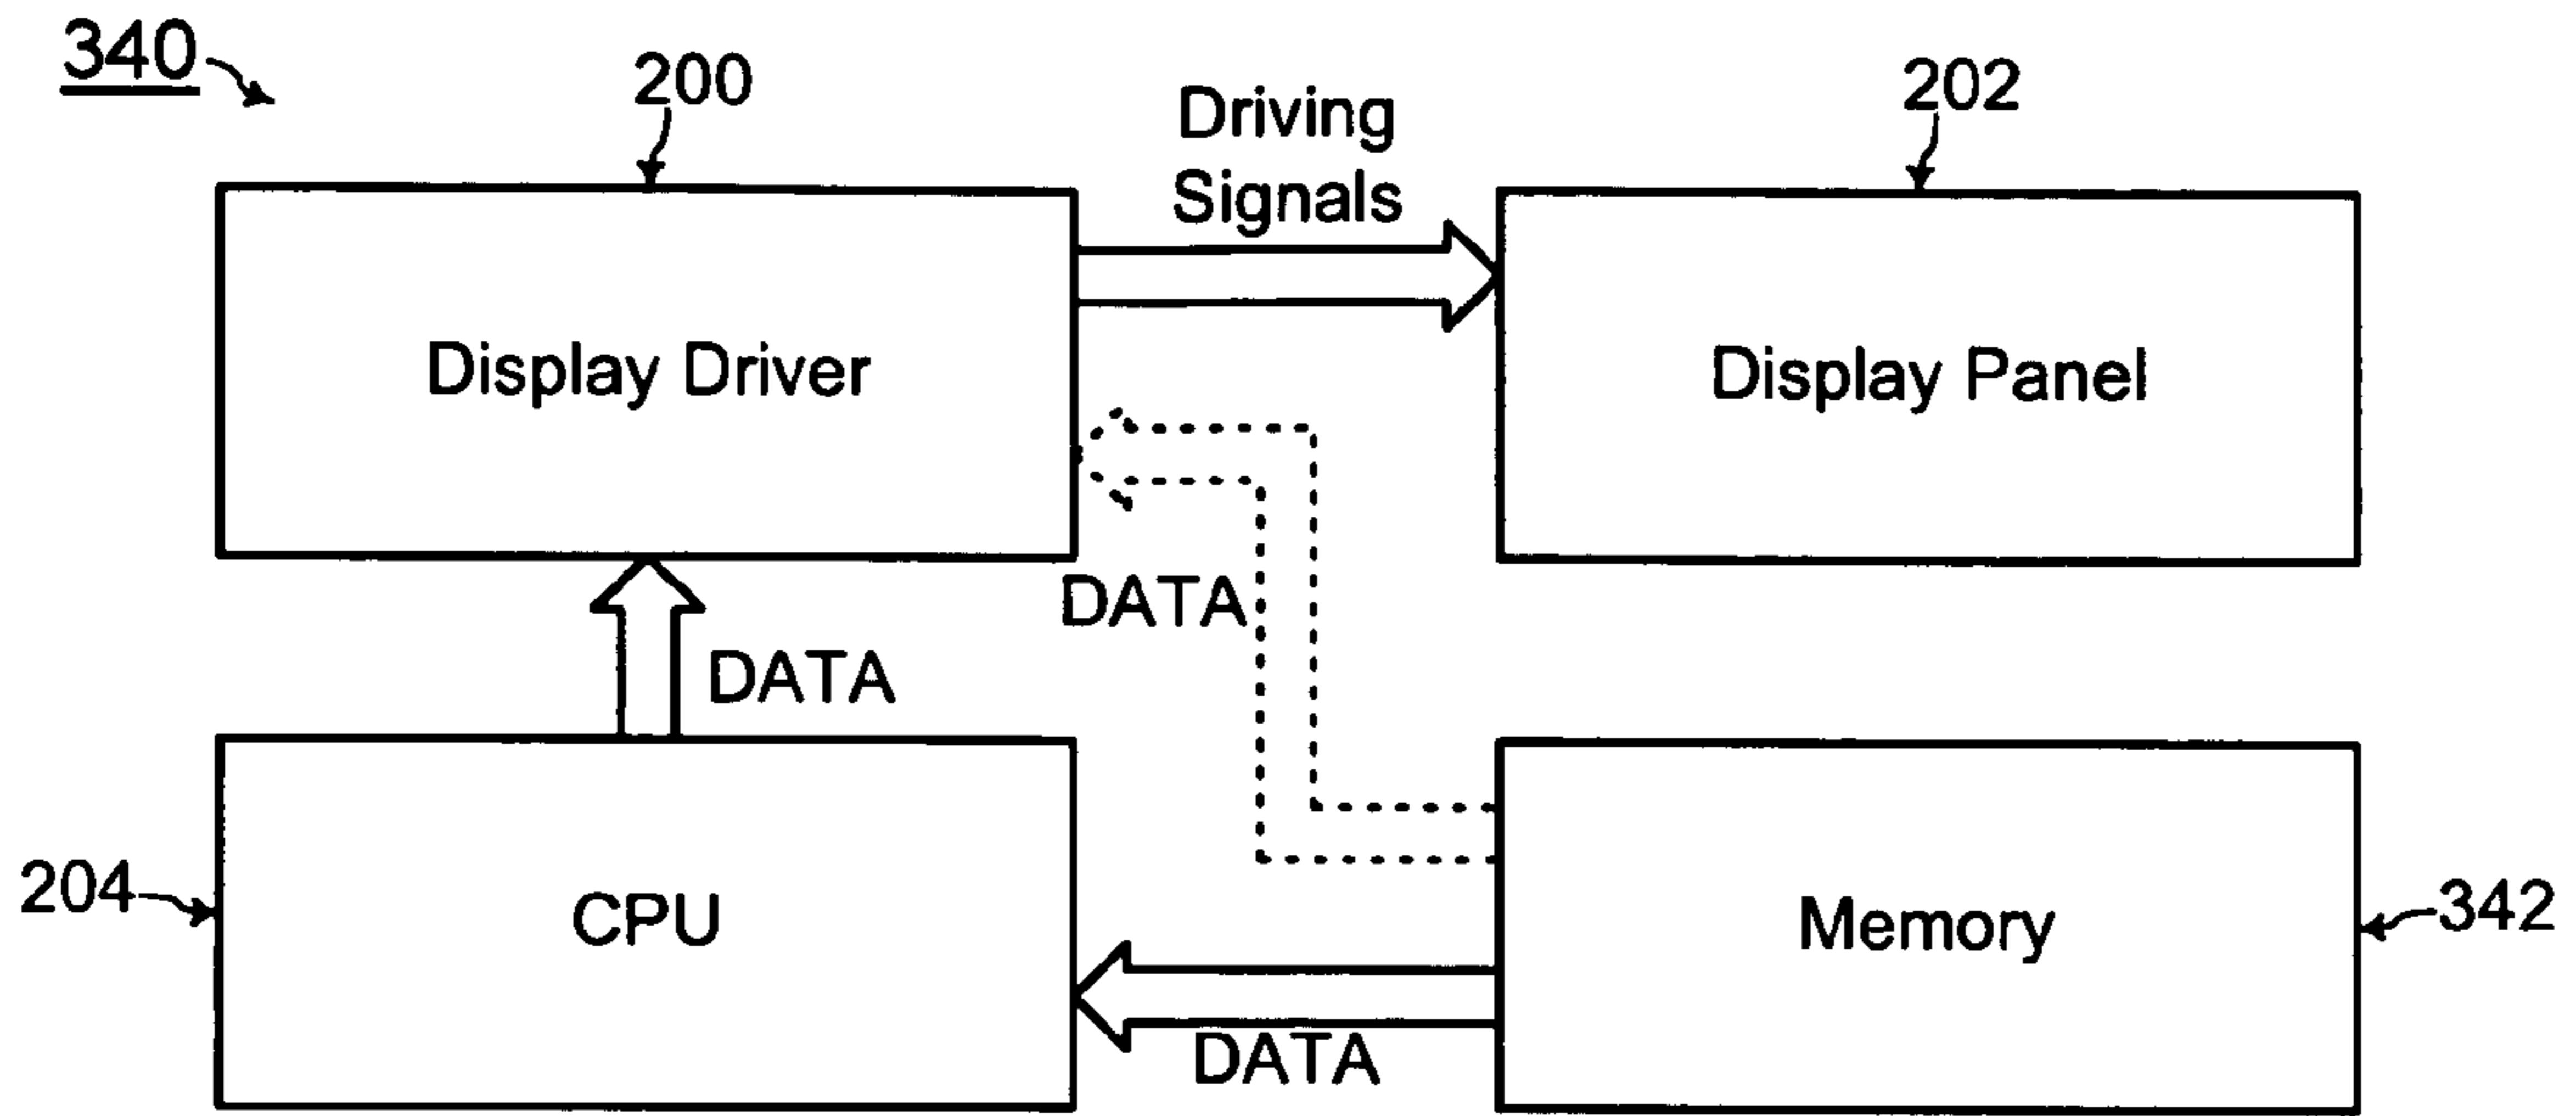 340
200
202
Driving
Signals
Display Driver
Display Panel
DATA
DATA
204
CPU
Memory
342
DATA